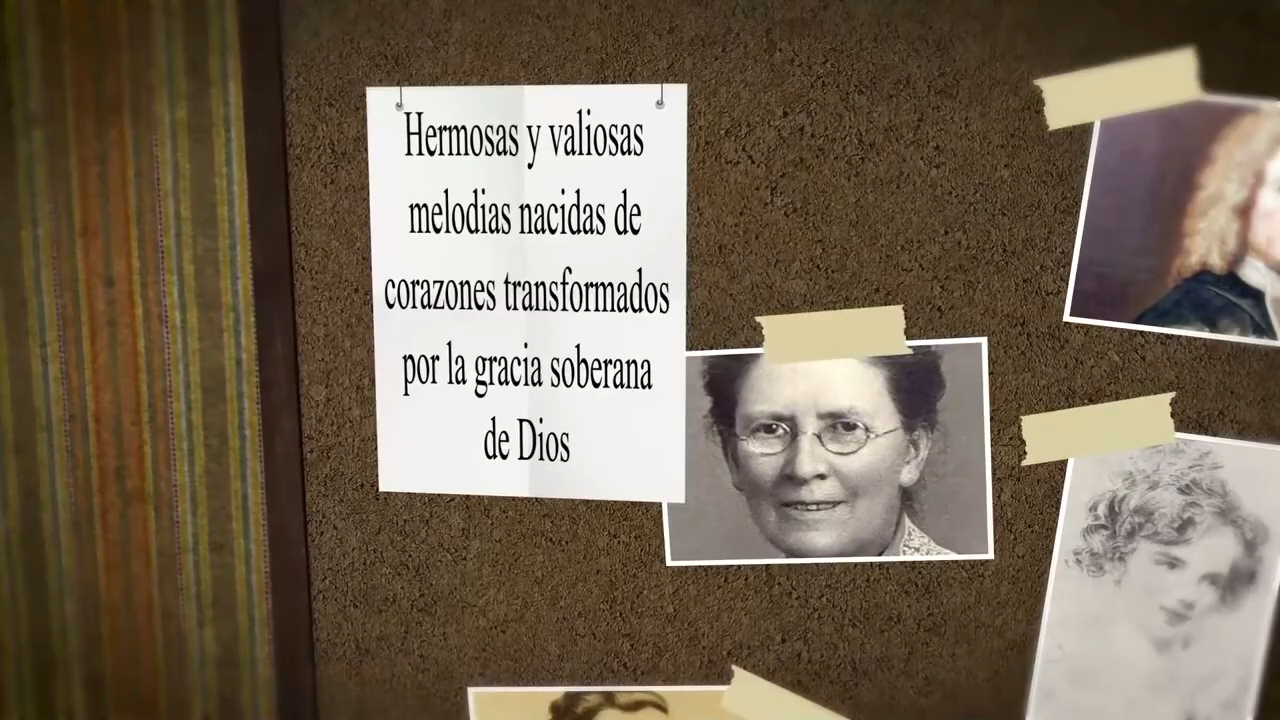 Hermosas y valiosas
melodias nacidas de
corazones transformados
por la gracia soberana
de Dios